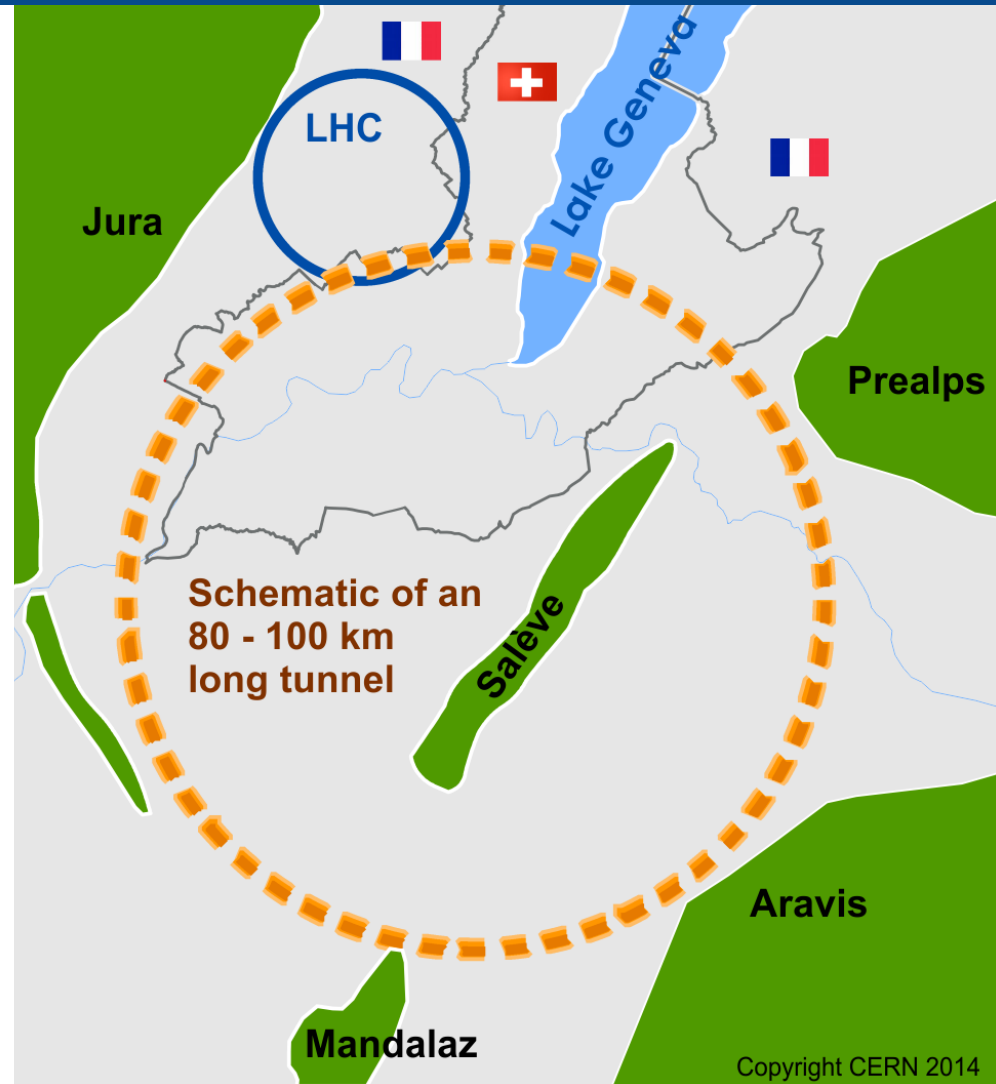 LHC
Lake Geneva
Jura
Prealps
Schematic of an
80 - 100 km
long tunnel
Salève
Aravis
Mandalaz
Copyright CERN 2014